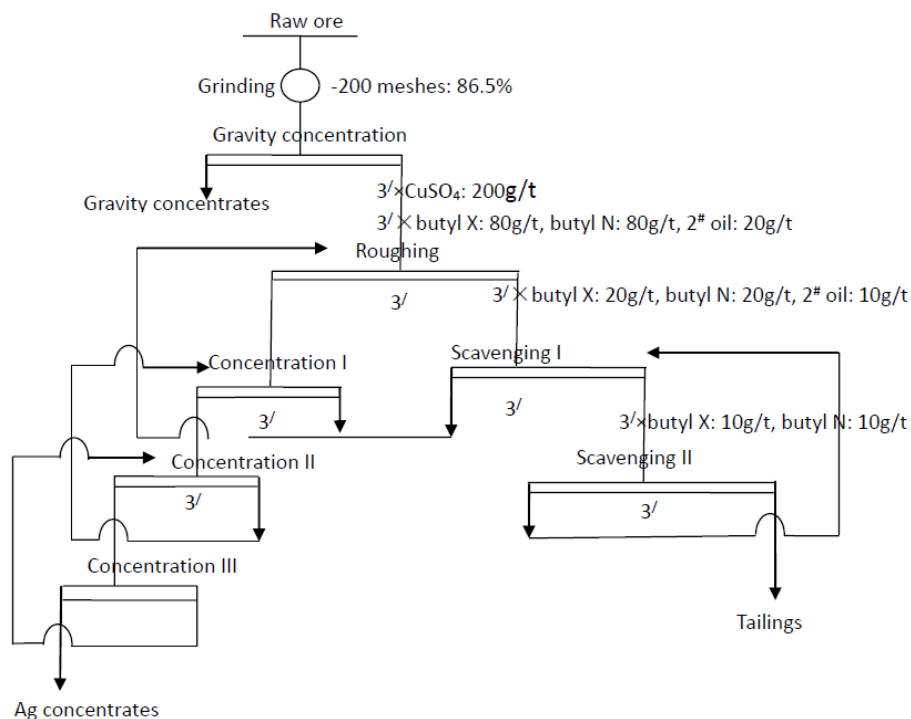 Raw ore
Grinding -200 meshes: 86.5%
Gravity concentration
Gravity concentrates
3/×CuSO₄: 200g/t
3/× butyl X: 80g/t, butyl N: 80g/t, 2# oil: 20g/t
Roughing
3/
3/× butyl X: 20g/t, butyl N: 20g/t, 2# oil: 10g/t
Concentration I
Scavenging I
3/
3/
3/×butyl X: 10g/t, butyl N: 10g/t
Concentration II
Scavenging II
3/
3/
Concentration III
Tailings
Ag concentrates